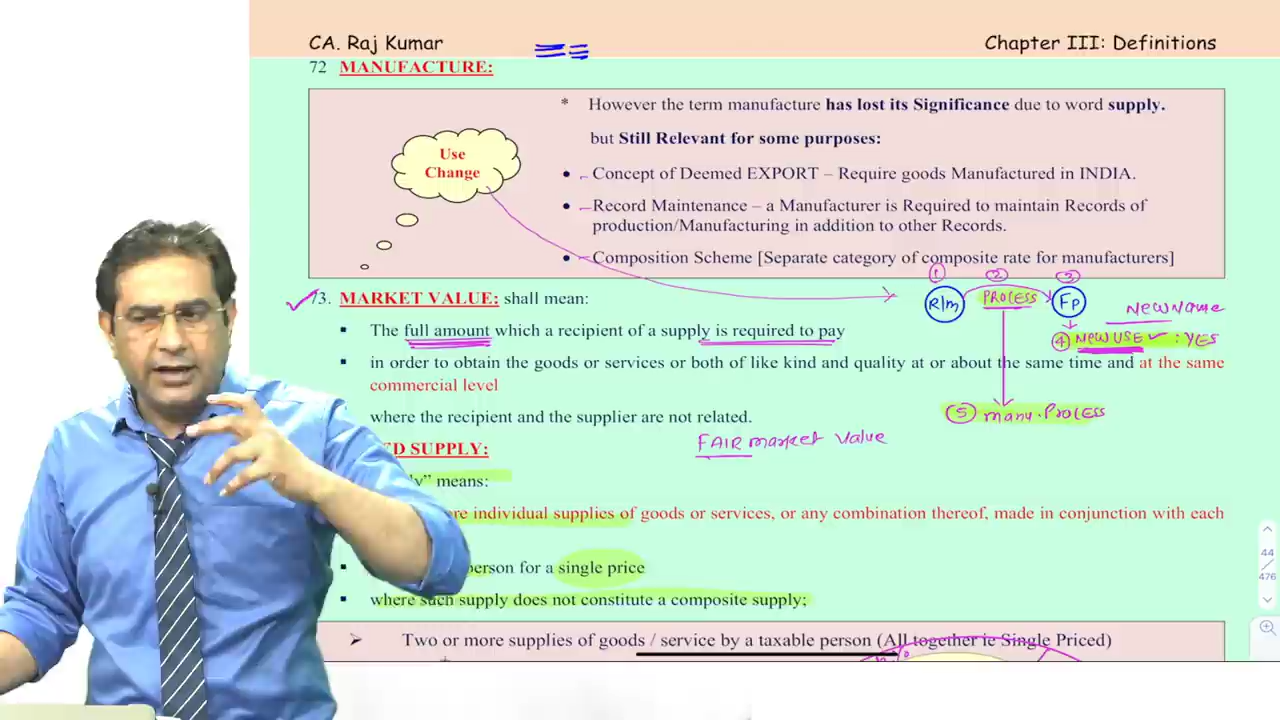 CA. Raj Kumar
Chapter III: Definitions
72 MANUFACTURE:
* However the term manufacture has lost its Significance due to word supply.
but Still Relevant for some purposes:
Use
Change
• Concept of Deemed EXPORT – Require goods Manufactured in INDIA.
• Record Maintenance – a Manufacturer is Required to maintain Records of
production/Manufacturing in addition to other Records.
• Composition Scheme [Separate category of composite rate for manufacturers]
① ② ③
R/m PROCESS FP
New Name
④ NEW USE ✓ : YES
⑤ manu. Process
73. MARKET VALUE: shall mean:
▪ The full amount which a recipient of a supply is required to pay
▪ in order to obtain the goods or services or both of like kind and quality at or about the same time and at the same
commercial level
where the recipient and the supplier are not related.
FAIR market value
ED SUPPLY:
means:
individual supplies of goods or services, or any combination thereof, made in conjunction with each
person for a single price
▪ where such supply does not constitute a composite supply;
➢ Two or more supplies of goods / service by a taxable person (All together ie Single Priced)
44
/
476